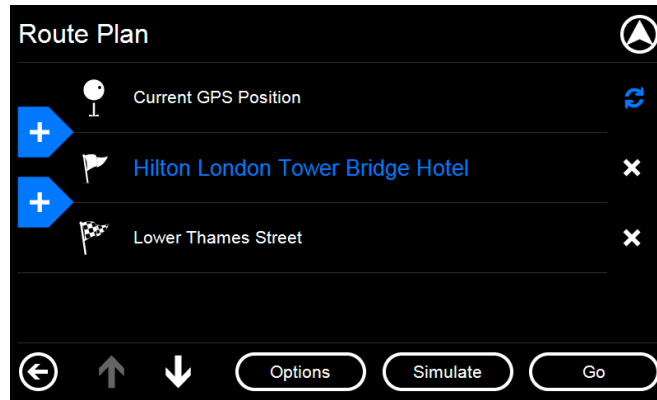 Route Plan
Current GPS Position
+
Hilton London Tower Bridge Hotel
+
Lower Thames Street
Options Simulate Go